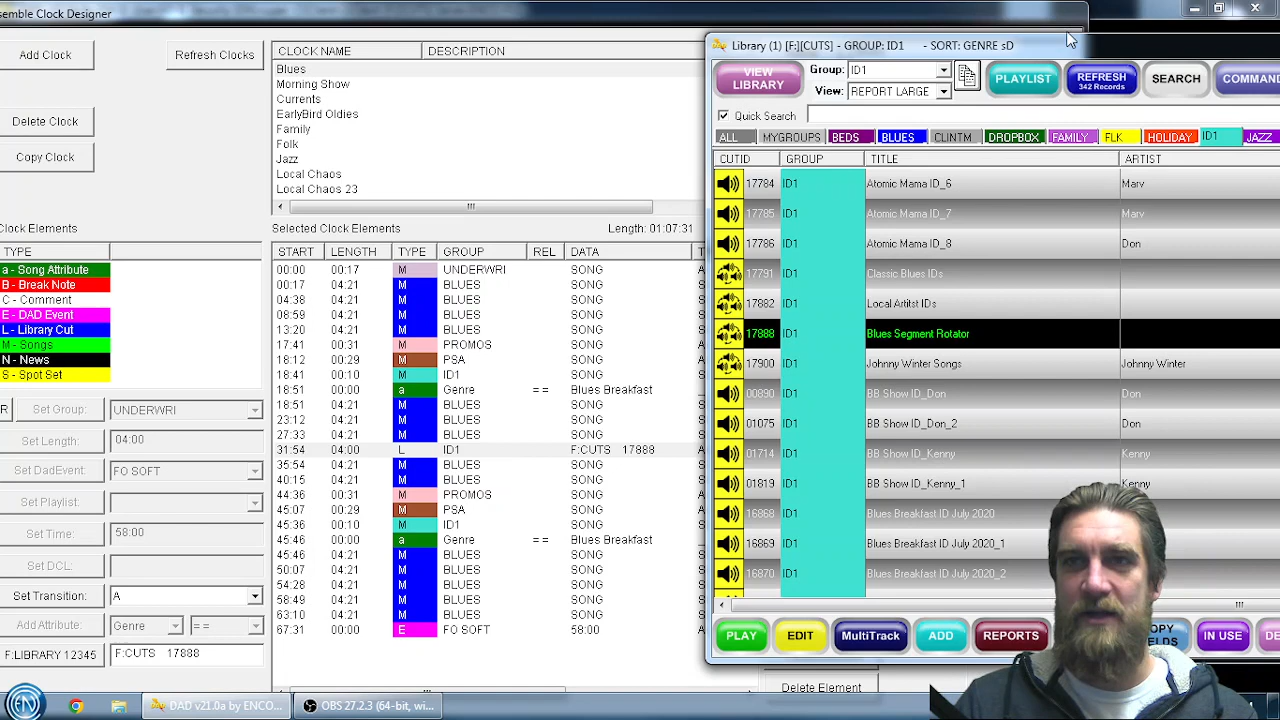 semble Clock Designer
Add Clock
Refresh Clocks
Delete Clock
Copy Clock
CLOCK NAME DESCRIPTION
Blues
Morning Show
Currents
EarlyBird Oldies
Family
Folk
Jazz
Local Chaos
Local Chaos 23
Clock Elements
Selected Clock Elements Length: 01:07:31
TYPE
a - Song Attribute
B - Break Note
C - Comment
E - DAD Event
L - Library Cut
M - Songs
N - News
S - Spot Set
R Set Group: UNDERWRI
Set Length: 04:00
Set DadEvent: FO SOFT
Set Playlist:
Set Time: 58:00
Set DCL:
Set Transition: A
Add Attribute: Genre ==
F:LIBRARY 12345 F:CUTS 17888
START LENGTH TYPE GROUP REL DATA T
00:00 00:17 M UNDERWRI SONG A
00:17 04:21 M BLUES SONG A
04:38 04:21 M BLUES SONG A
08:59 04:21 M BLUES SONG A
13:20 04:21 M BLUES SONG A
17:41 00:31 M PROMOS SONG A
18:12 00:29 M PSA SONG A
18:41 00:10 M ID1 SONG A
18:51 00:00 a Genre == Blues Breakfast
18:51 04:21 M BLUES SONG A
23:12 04:21 M BLUES SONG A
27:33 04:21 M BLUES SONG A
31:54 04:00 L ID1 F:CUTS 17888 A
35:54 04:21 M BLUES SONG A
40:15 04:21 M BLUES SONG A
44:36 00:31 M PROMOS SONG A
45:07 00:29 M PSA SONG A
45:36 00:10 M ID1 SONG A
45:46 00:00 a Genre == Blues Breakfast
45:46 04:21 M BLUES SONG A
50:07 04:21 M BLUES SONG A
54:28 04:21 M BLUES SONG A
58:49 04:21 M BLUES SONG A
63:10 04:21 M BLUES SONG A
67:31 00:00 E FO SOFT 58:00 A
Delete Element
Library (1) [F:][CUTS] - GROUP: ID1 - SORT: GENRE sD
VIEW LIBRARY
Group: ID1
View: REPORT LARGE
PLAYLIST
REFRESH
342 Records
SEARCH
COMMAN
Quick Search
ALL MYGROUPS BEDS BLUES CLINTM DROPBOX FAMILY FLK HOLIDAY ID1 JAZZ
CUTID GROUP TITLE ARTIST
17784 ID1 Atomic Mama ID_6 Marv
17785 ID1 Atomic Mama ID_7 Marv
17786 ID1 Atomic Mama ID_8 Don
17791 ID1 Classic Blues IDs
17882 ID1 Local Artitst IDs
17888 ID1 Blues Segment Rotator
17900 ID1 Johnny Winter Songs Johnny Winter
00890 ID1 BB Show ID_Don Don
01075 ID1 BB Show ID_Don_2 Don
01714 ID1 BB Show ID_Kenny Kenny
01819 ID1 BB Show ID_Kenny_1 Kenny
16868 ID1 Blues Breakfast ID July 2020
16869 ID1 Blues Breakfast ID July 2020_1
16870 ID1 Blues Breakfast ID July 2020_2
PLAY EDIT MultiTrack ADD REPORTS OPY IELDS IN USE DE
EN DAD v21.0a by ENCO... OBS 27.2.3 (64-bit, wi...